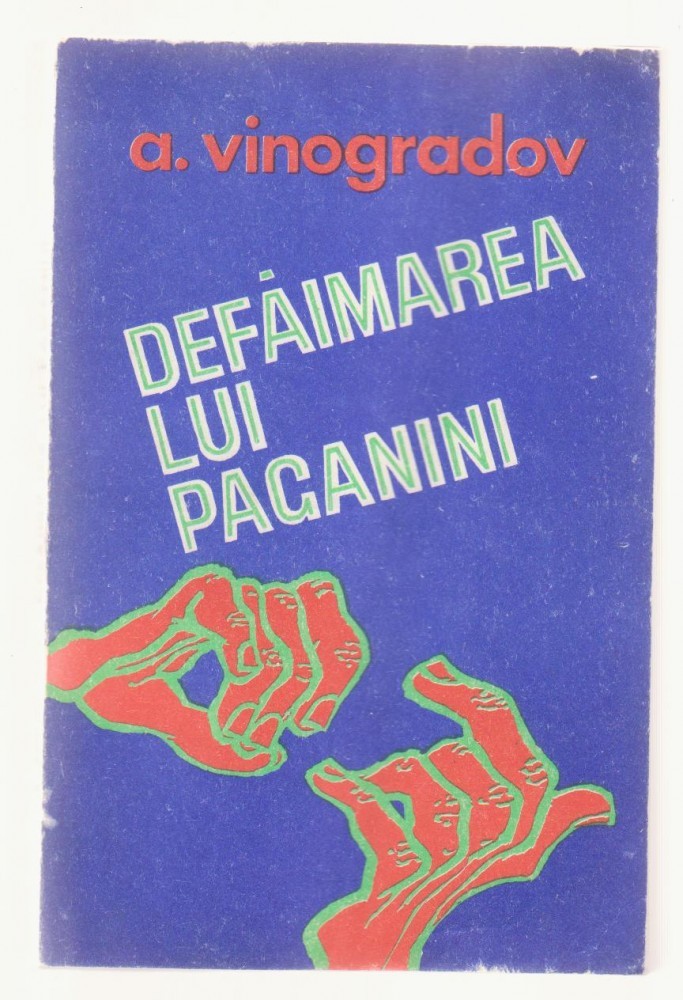 a. vinogradov
DEFĂIMAREA
LUI
PAGANINI